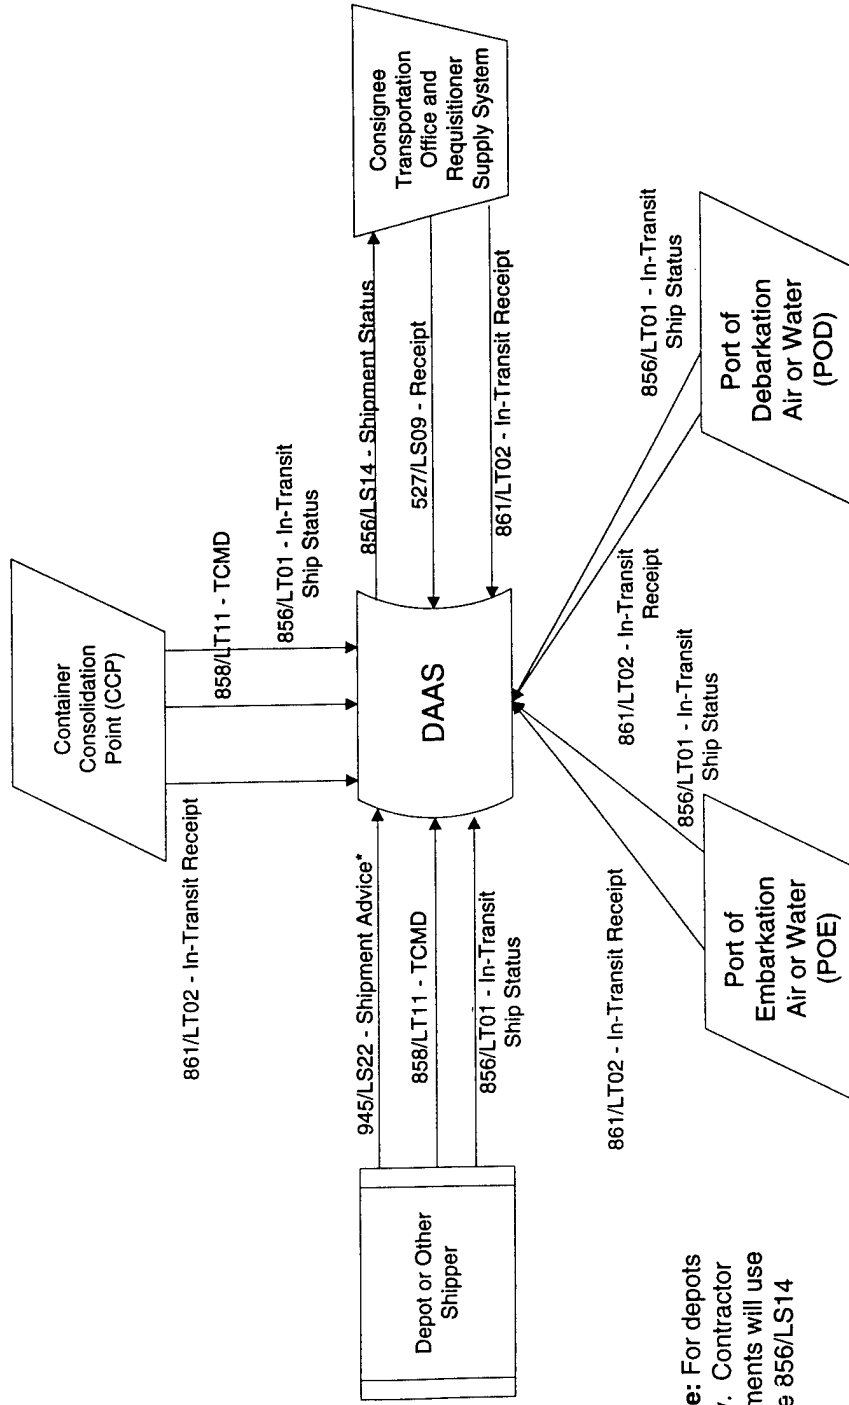 Container
Consolidation
Point (CCP)
861/LT02 - In-Transit Receipt
858/LT11 - TCMD
856/LT01 - In-Transit
Ship Status
Depot or Other
Shipper
945/LS22 - Shipment Advice*
858/LT11 - TCMD
856/LT01 - In-Transit
Ship Status
DAAS
856/LS14 - Shipment Status
527/LS09 - Receipt
861/LT02 - In-Transit Receipt
Consignee
Transportation
Office and
Requisitioner
Supply System
861/LT02 - In-Transit Receipt
856/LT01 - In-Transit
Ship Status
861/LT02 - In-Transit
Receipt
856/LT01 - In-Transit
Ship Status
Port of
Embarkation
Air or Water
(POE)
Port of
Debarkation
Air or Water
(POD)
For depots
Contractor
will use
856/LS14